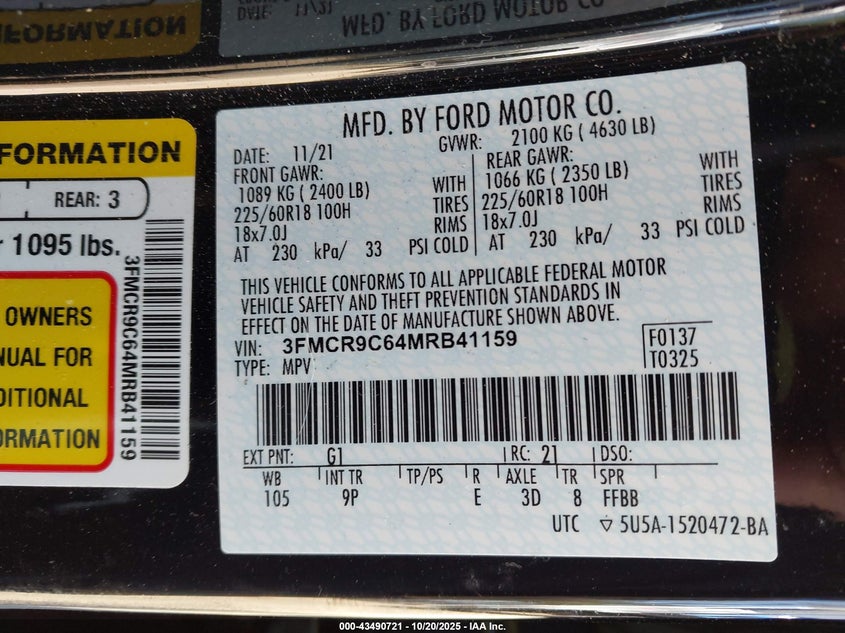 DATE: 11/21
MFD. BY FORD MOTOR CO
FORMATION
FORMATION
REAR: 3
1095 lbs.
OWNERS
NUAL FOR
DITIONAL
ORMATION
3FMCR9C64MRB41159
MFD. BY FORD MOTOR CO.
DATE: 11/21 GVWR: 2100 KG ( 4630 LB)
FRONT GAWR: REAR GAWR:
1089 KG ( 2400 LB) WITH 1066 KG ( 2350 LB) WITH
225/60R18 100H TIRES 225/60R18 100H TIRES
18x7.0J RIMS 18x7.0J RIMS
AT 230 kPa/ 33 PSI COLD AT 230 kPa/ 33 PSI COLD
THIS VEHICLE CONFORMS TO ALL APPLICABLE FEDERAL MOTOR
VEHICLE SAFETY AND THEFT PREVENTION STANDARDS IN
EFFECT ON THE DATE OF MANUFACTURE SHOWN ABOVE.
VIN: 3FMCR9C64MRB41159 F0137
TYPE: MPV T0325
EXT PNT: G1 RC: 21 DSO:
WB INT TR TP/PS R AXLE TR SPR
105 9P E 3D 8 FFBB
UTC ▽ 5U5A-1520472-BA
000-43490721 - 10/20/2025 - IAA Inc.